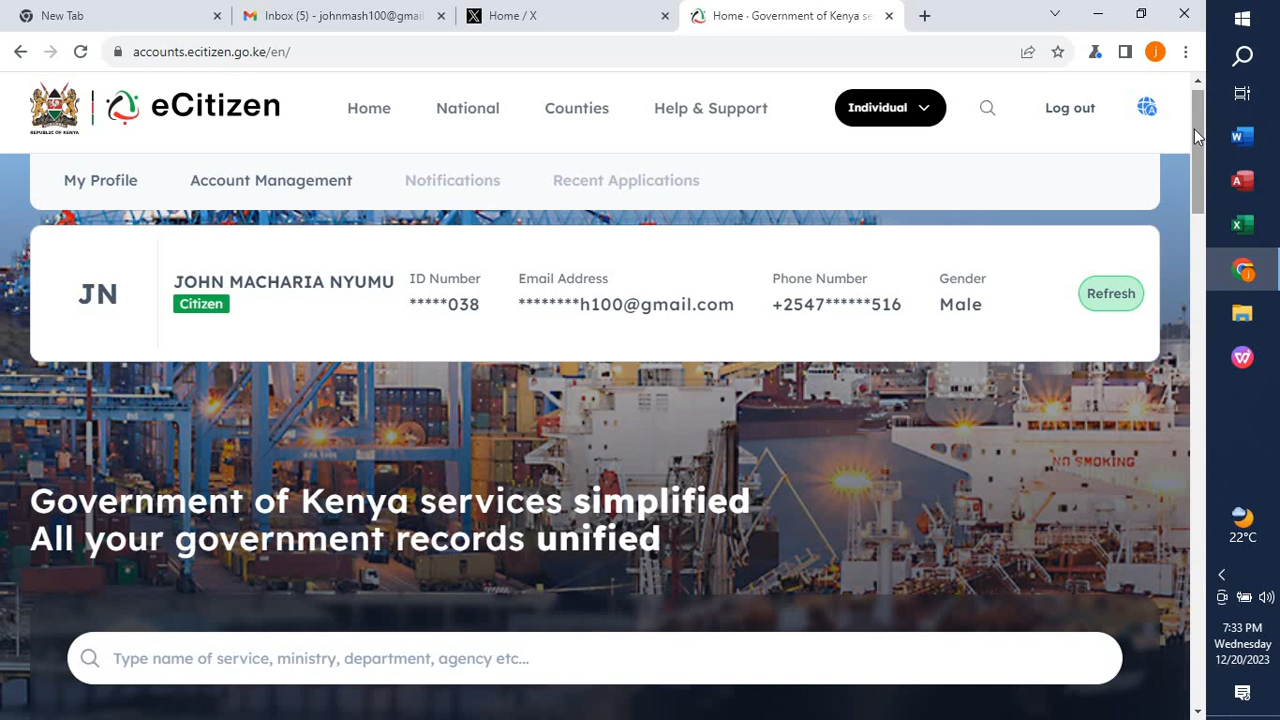 New Tab
Inbox (5) - johnmash100@gmail
Home / X
Home · Government of Kenya se
accounts.ecitizen.go.ke/en/
j
REPUBLIC OF KENYA
eCitizen
Home
National
Counties
Help & Support
Individual
Log out
My Profile
Account Management
Notifications
Recent Applications
JN
JOHN MACHARIA NYUMU
Citizen
ID Number
*****038
Email Address
********h100@gmail.com
Phone Number
+2547******516
Gender
Male
Refresh
NO SMOKING
Government of Kenya services simplified
All your government records unified
Type name of service, ministry, department, agency etc...
22°C
7:33 PM
Wednesday
12/20/2023